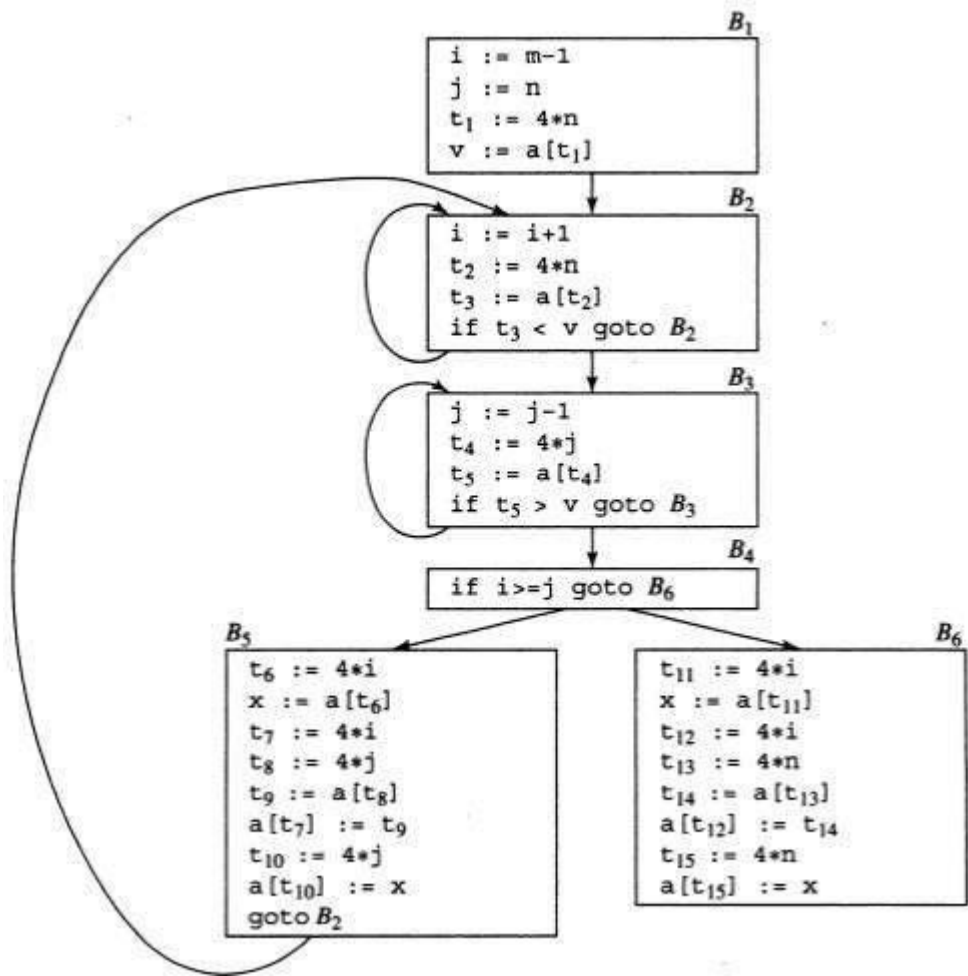 B₁
i := m-1
j := n
t₁ := 4*n
v := a[t₁]
B₂
i := i+1
t₂ := 4*n
t₃ := a[t₂]
if t₃ < v goto B₂
B₃
j := j-1
t₄ := 4*j
t₅ := a[t₄]
if t₅ > v goto B₃
B₄
if i>=j goto B₆
B₅
t₆ := 4*i
x := a[t₆]
t₇ := 4*i
t₈ := 4*j
t₉ := a[t₈]
a[t₇] := t₉
t₁₀ := 4*j
a[t₁₀] := x
goto B₂
B₆
t₁₁ := 4*i
x := a[t₁₁]
t₁₂ := 4*i
t₁₃ := 4*n
t₁₄ := a[t₁₃]
a[t₁₂] := t₁₄
t₁₅ := 4*n
a[t₁₅] := x